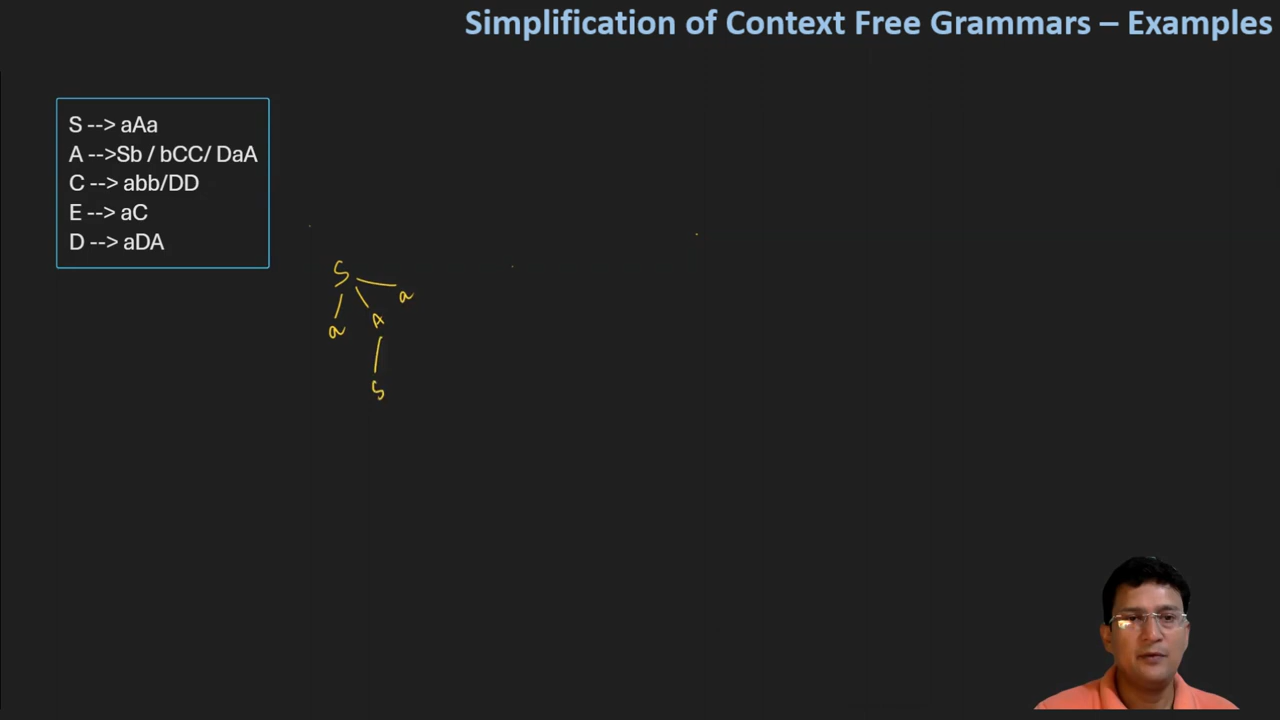 Simplification of Context Free Grammars – Examples
S --> aAa
A -->Sb / bCC/ DaA
C --> abb/DD
E --> aC
D --> aDA
S
a A a
S